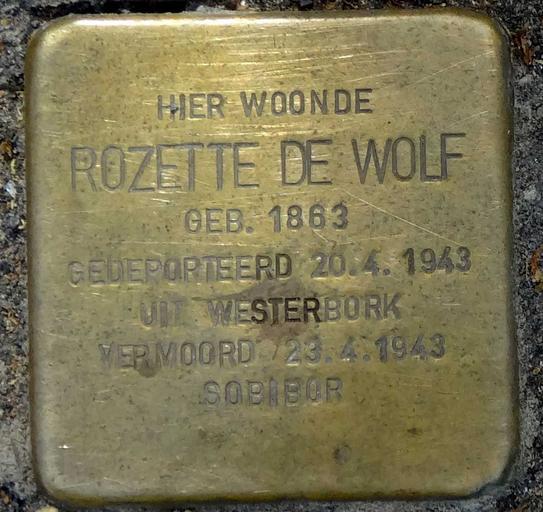 HIER WOONDE
ROZETTE DE WOLF
GEB. 1863
GEDEPORTEERD 20.4.1943
UIT WESTERBORK
VERMOORD 23.4.1943
SOBIBOR